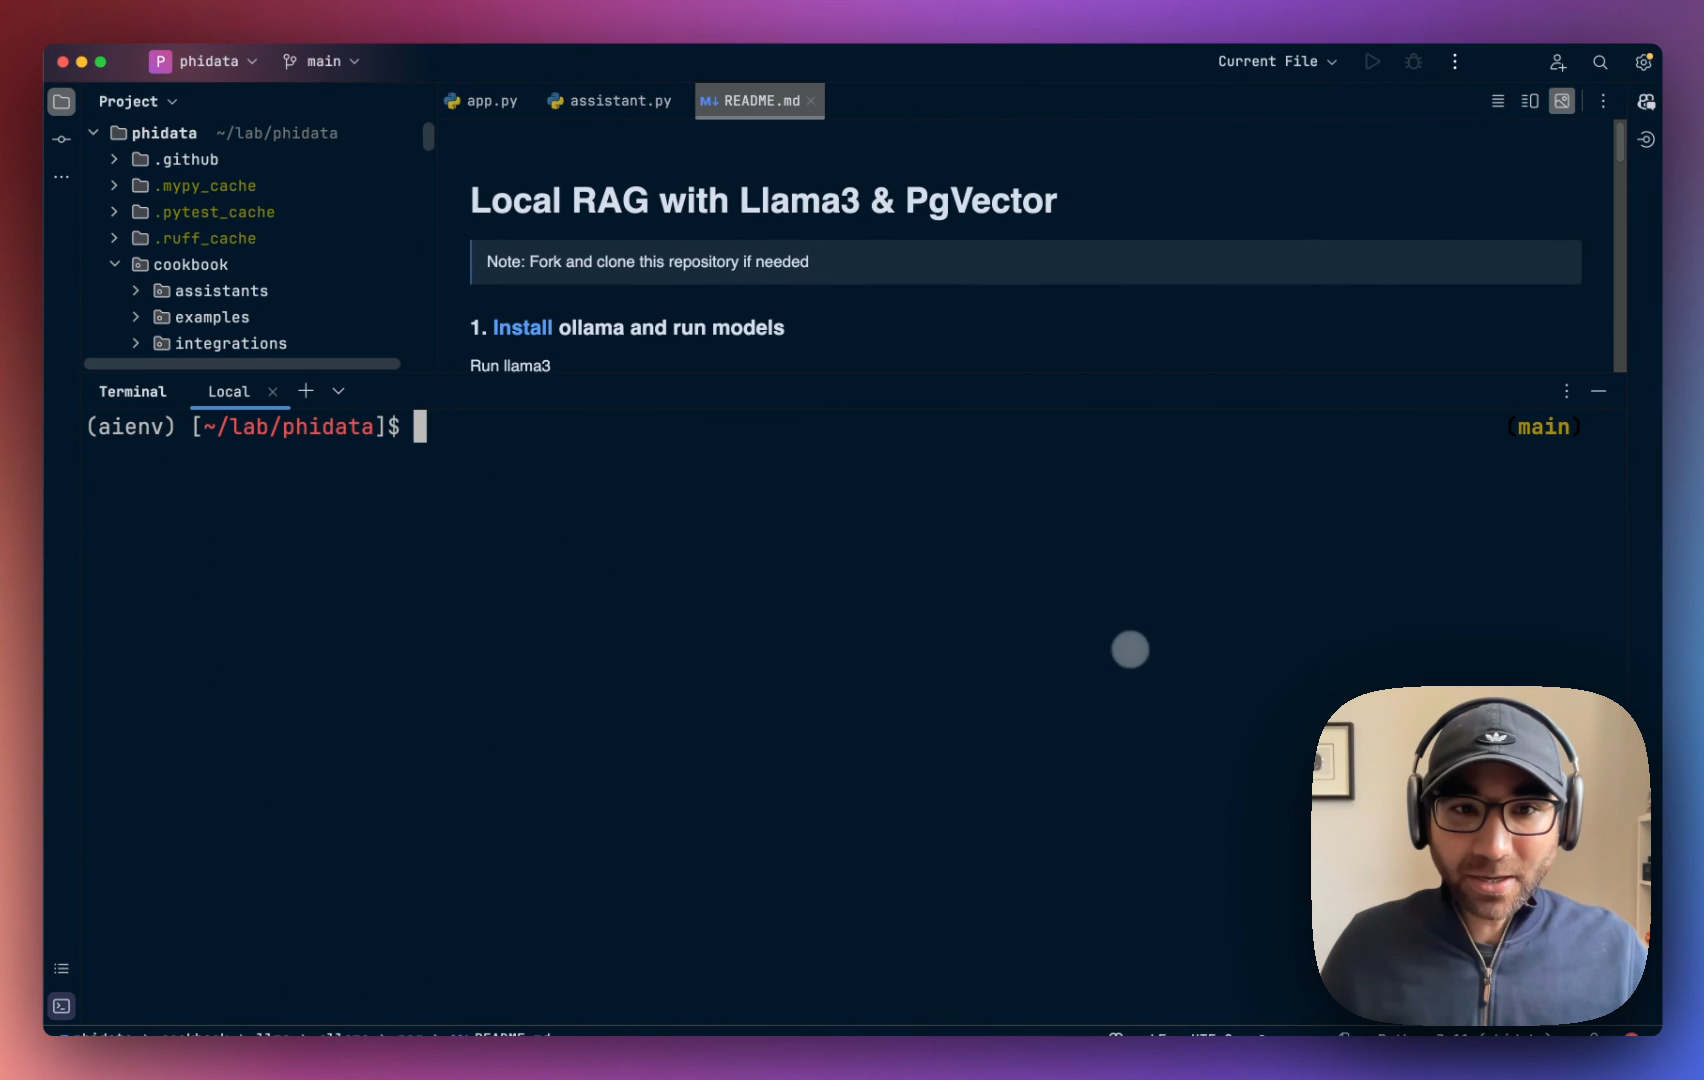 P phidata main Current File
Project
app.py assistant.py M↓ README.md
phidata ~/lab/phidata
.github
.mypy_cache
.pytest_cache
.ruff_cache
cookbook
assistants
examples
integrations
Local RAG with Llama3 & PgVector
Note: Fork and clone this repository if needed
1. Install ollama and run models
Run llama3
Terminal Local
(aienv) [~/lab/phidata]$ (main)